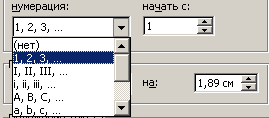 нумерация: начать с:
1, 2, 3, ... 1
(нет)
1, 2, 3, ...
I, II, III, ...
i, ii, iii, ... на: 1,89 см
A, B, C, ...
a, b, c, ...